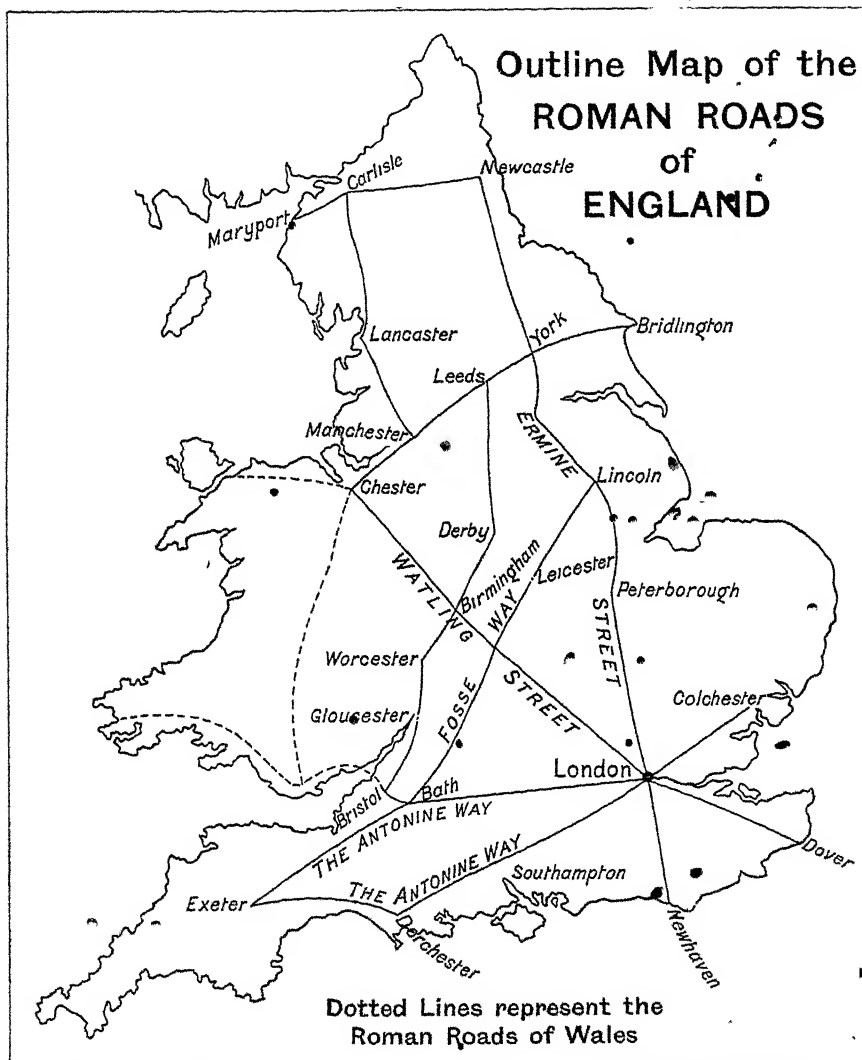 Outline Map of the
ROMAN ROADS
of
ENGLAND
Carlisle
Newcastle
Maryport
Lancaster
York
Bridlington
Leeds
Manchester
ERMINE
Lincoln
Chester
Derby
WATLING
Birmingham
WAY
Leicester
Peterborough
STREET
Worcester
FOSSE
STREET
Colchester
Gloucester
London
Bristol
Bath
THE ANTONINE WAY
Dover
THE ANTONINE WAY
Southampton
Exeter
Dorchester
Newhaven
Dotted Lines represent the
Roman Roads of Wales